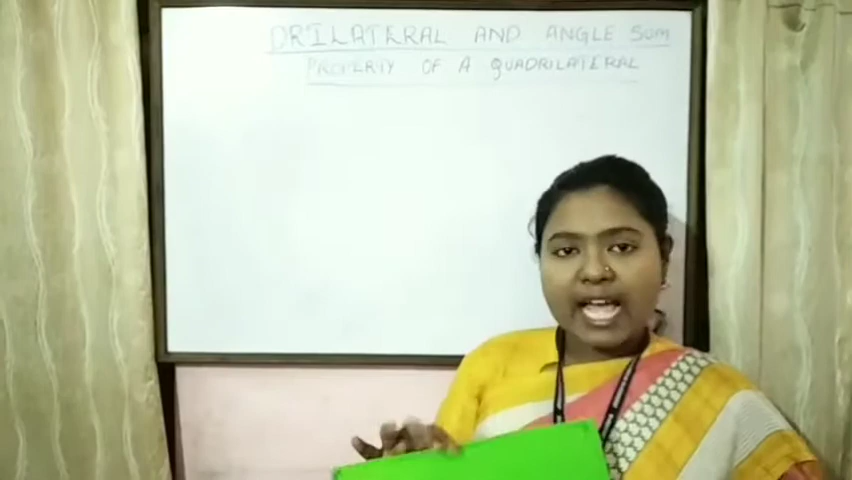 DRILATERAL AND ANGLE SUM
PROPERTY OF A QUADRILATERAL